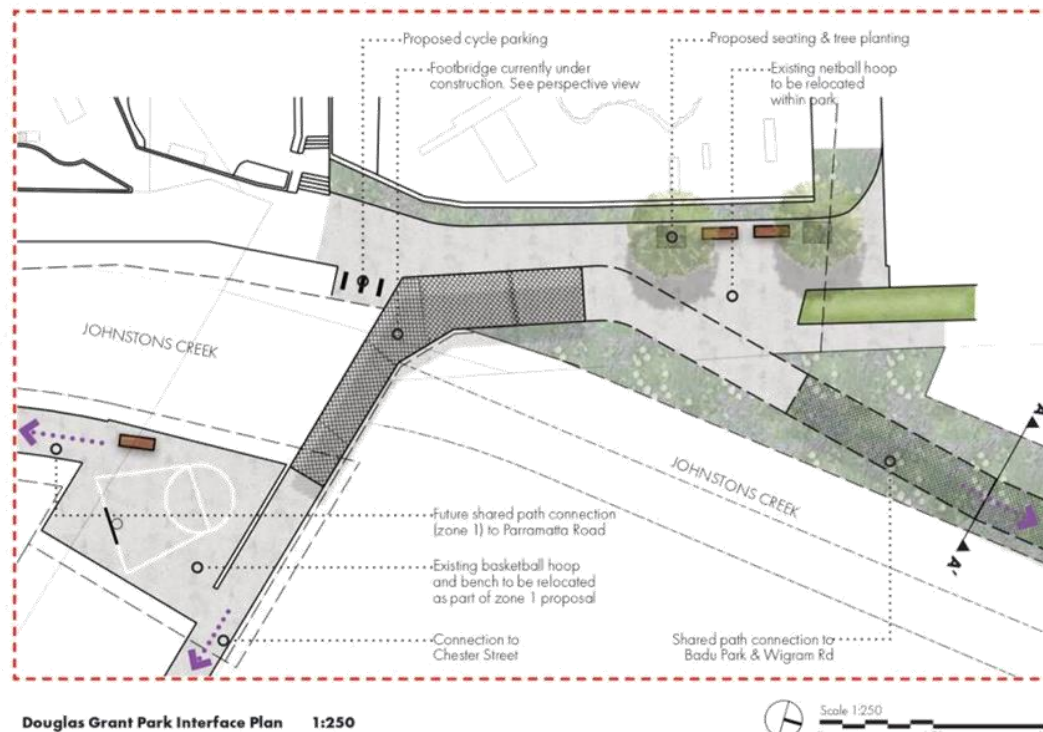 Proposed cycle parking
Proposed seating & tree planting
Footbridge currently under
construction. See perspective view
Existing netball hoop
to be relocated
within park
JOHNSTONS CREEK
JOHNSTONS CREEK
A
A'
Future shared path connection
(zone 1) to Parramatta Road
Existing basketball hoop
and bench to be relocated
as part of zone 1 proposal
Connection to
Chester Street
Shared path connection to
Badu Park & Wigram Rd
Douglas Grant Park Interface Plan 1:250
Scale 1:250